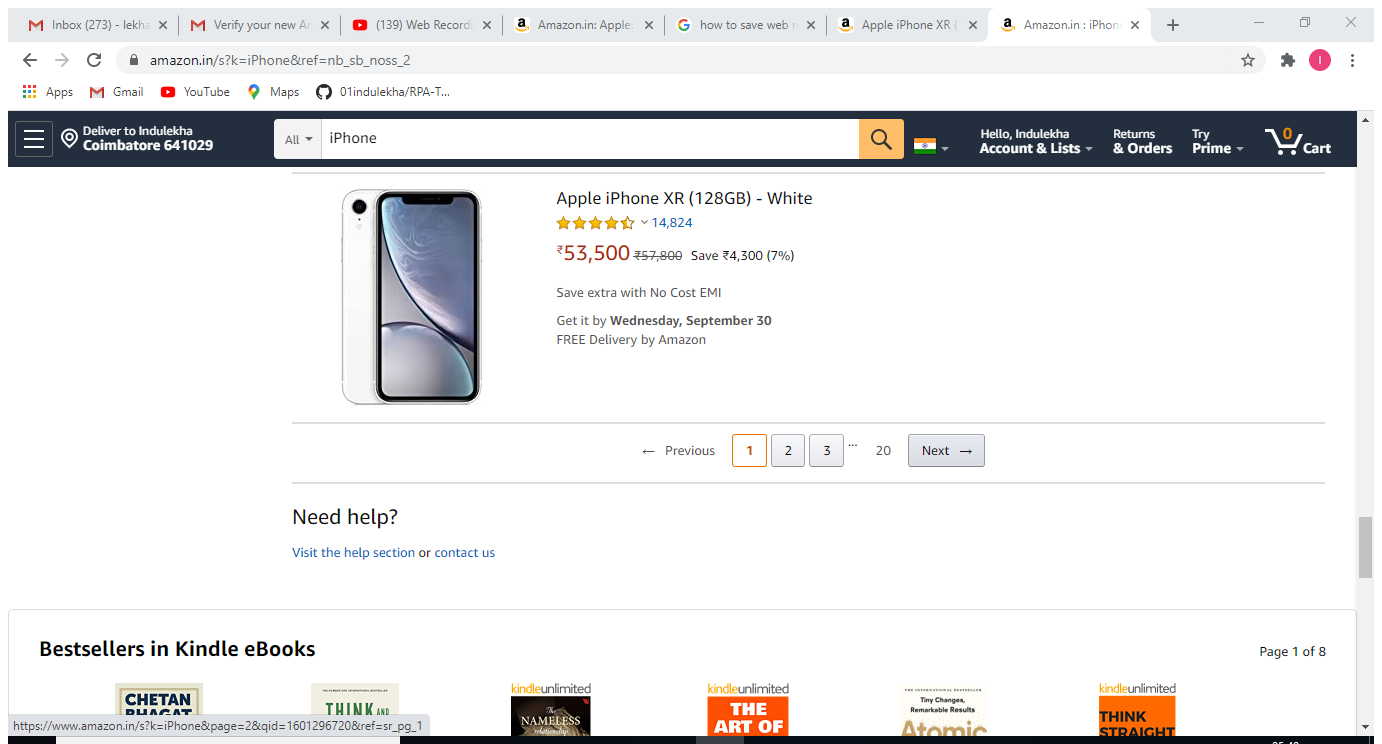 Inbox (273) - lekha
Verify your new Am
(139) Web Recordi
Amazon.in: Apple:
how to save web r
Apple iPhone XR (
Amazon.in : iPhone
amazon.in/s?k=iPhone&ref=nb_sb_noss_2
I
Apps
Gmail
YouTube
Maps
01indulekha/RPA-T...
Deliver to Indulekha
Coimbatore 641029
All
iPhone
Hello, Indulekha
Account & Lists
Returns
& Orders
Try
Prime
0
Cart
Apple iPhone XR (128GB) - White
14,824
₹53,500 ₹57,800 Save ₹4,300 (7%)
Save extra with No Cost EMI
Get it by Wednesday, September 30
FREE Delivery by Amazon
← Previous 1 2 3 ... 20 Next →
Need help?
Visit the help section or contact us
Bestsellers in Kindle eBooks
Page 1 of 8
CHETAN
BHAGAT
THE NUMBER-ONE INTERNATIONAL BESTSELLER
THINK AND
kindleunlimited
The
NAMELESS
relationship
kindleunlimited
THE
ART OF
THE INTERNATIONAL BESTSELLER
Tiny Changes,
Remarkable Results
Atomic
kindleunlimited
THINK
STRAIGHT
https://www.amazon.in/s?k=iPhone&page=2&qid=1601296720&ref=sr_pg_1